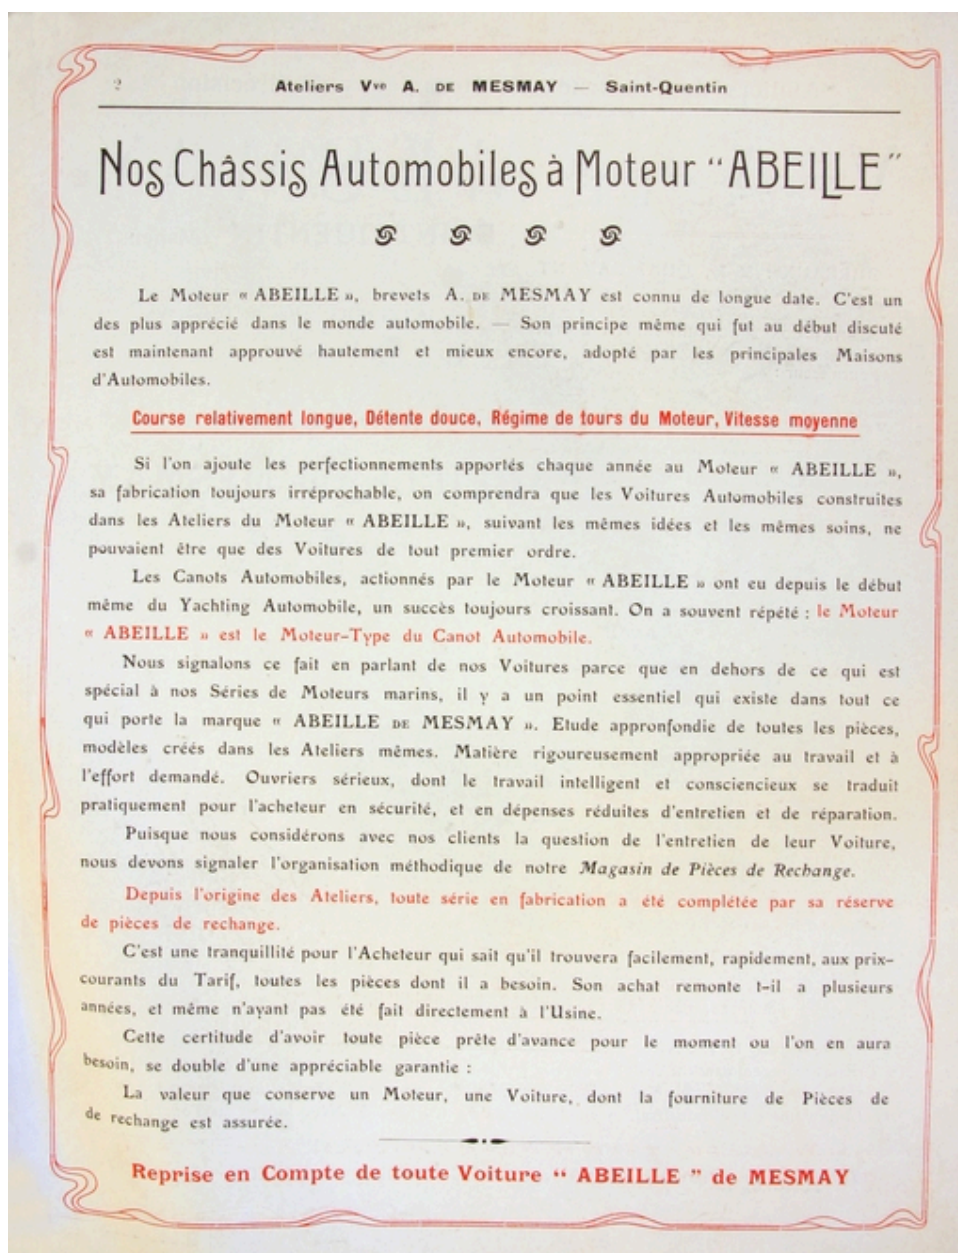 2
Ateliers Vve A. DE MESMAY — Saint-Quentin
Nos Châssis Automobiles à Moteur “ABEILLE”
Le Moteur « ABEILLE », brevets A. DE MESMAY est connu de longue date. C'est un
des plus apprécié dans le monde automobile. — Son principe même qui fut au début discuté
est maintenant approuvé hautement et mieux encore, adopté par les principales Maisons
d'Automobiles.
Course relativement longue, Détente douce, Régime de tours du Moteur, Vitesse moyenne
Si l'on ajoute les perfectionnements apportés chaque année au Moteur « ABEILLE »,
sa fabrication toujours irréprochable, on comprendra que les Voitures Automobiles construites
dans les Ateliers du Moteur « ABEILLE », suivant les mêmes idées et les mêmes soins, ne
pouvaient être que des Voitures de tout premier ordre.
Les Canots Automobiles, actionnés par le Moteur « ABEILLE » ont eu depuis le début
même du Yachting Automobile, un succès toujours croissant. On a souvent répété : le Moteur
« ABEILLE » est le Moteur-Type du Canot Automobile.
Nous signalons ce fait en parlant de nos Voitures parce que en dehors de ce qui est
spécial à nos Séries de Moteurs marins, il y a un point essentiel qui existe dans tout ce
qui porte la marque « ABEILLE DE MESMAY ». Etude appronfondie de toutes les pièces,
modèles créés dans les Ateliers mêmes. Matière rigoureusement appropriée au travail et à
l'effort demandé. Ouvriers sérieux, dont le travail intelligent et consciencieux se traduit
pratiquement pour l'acheteur en sécurité, et en dépenses réduites d'entretien et de réparation.
Puisque nous considérons avec nos clients la question de l'entretien de leur Voiture,
nous devons signaler l'organisation méthodique de notre Magasin de Pièces de Rechange.
Depuis l'origine des Ateliers, toute série en fabrication a été complétée par sa réserve
de pièces de rechange.
C'est une tranquillité pour l'Acheteur qui sait qu'il trouvera facilement, rapidement, aux prix-
courants du Tarif, toutes les pièces dont il a besoin. Son achat remonte t-il a plusieurs
années, et même n'ayant pas été fait directement à l'Usine.
Cette certitude d'avoir toute pièce prête d'avance pour le moment ou l'on en aura
besoin, se double d'une appréciable garantie :
La valeur que conserve un Moteur, une Voiture, dont la fourniture de Pièces de
de rechange est assurée.
Reprise en Compte de toute Voiture “ ABEILLE ” de MESMAY